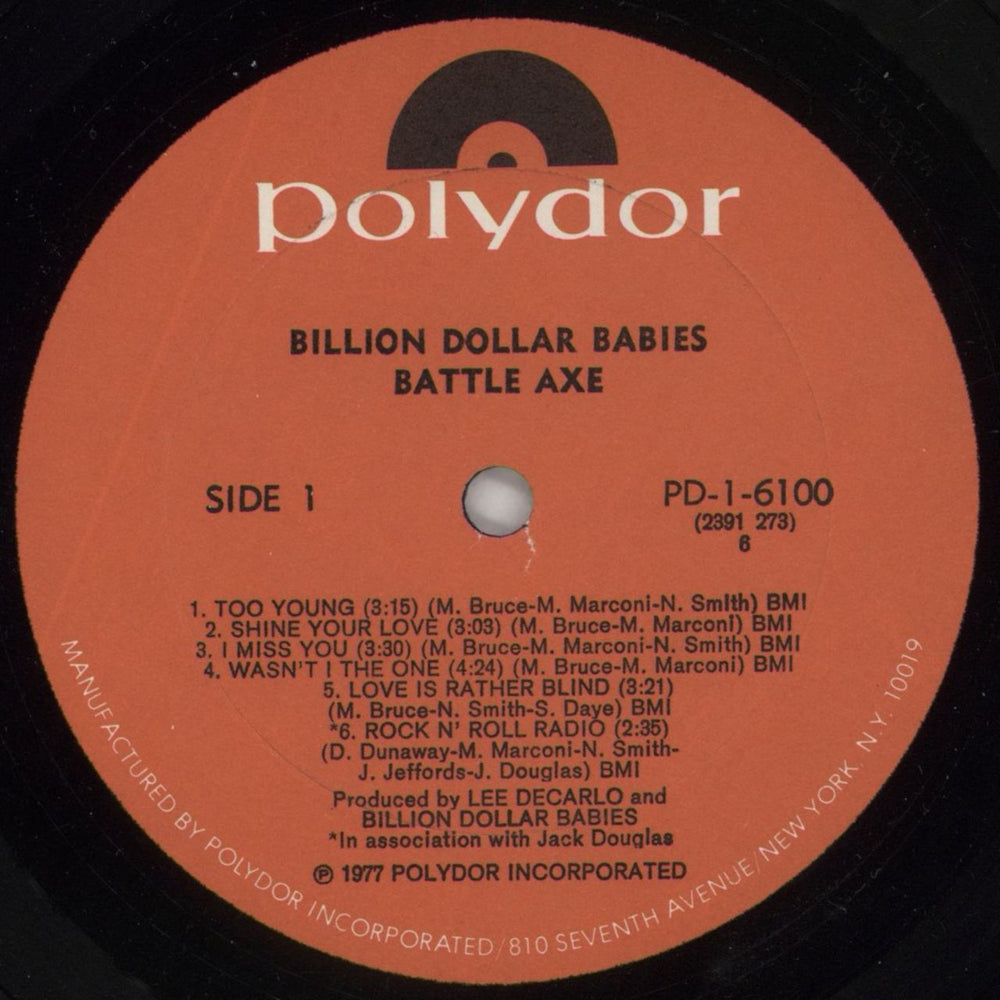 polydor
BILLION DOLLAR BABIES
BATTLE AXE
SIDE 1
PD-1-6100
(2391 273)
6
1. TOO YOUNG (3:15) (M. Bruce-M. Marconi-N. Smith) BMI
2. SHINE YOUR LOVE (3:03) (M. Bruce-M. Marconi) BMI
3. I MISS YOU (3:30) (M. Bruce-M. Marconi-N. Smith) BMI
4. WASN'T I THE ONE (4:24) (M. Bruce-M. Marconi) BMI
5. LOVE IS RATHER BLIND (3:21)
(M. Bruce-N. Smith-S. Daye) BMI
*6. ROCK N' ROLL RADIO (2:35)
(D. Dunaway-M. Marconi-N. Smith-
J. Jeffords-J. Douglas) BMI
Produced by LEE DECARLO and
BILLION DOLLAR BABIES
*In association with Jack Douglas
℗ 1977 POLYDOR INCORPORATED
MANUFACTURED BY POLYDOR INCORPORATED/810 SEVENTH AVENUE/NEW YORK, N.Y. 10019